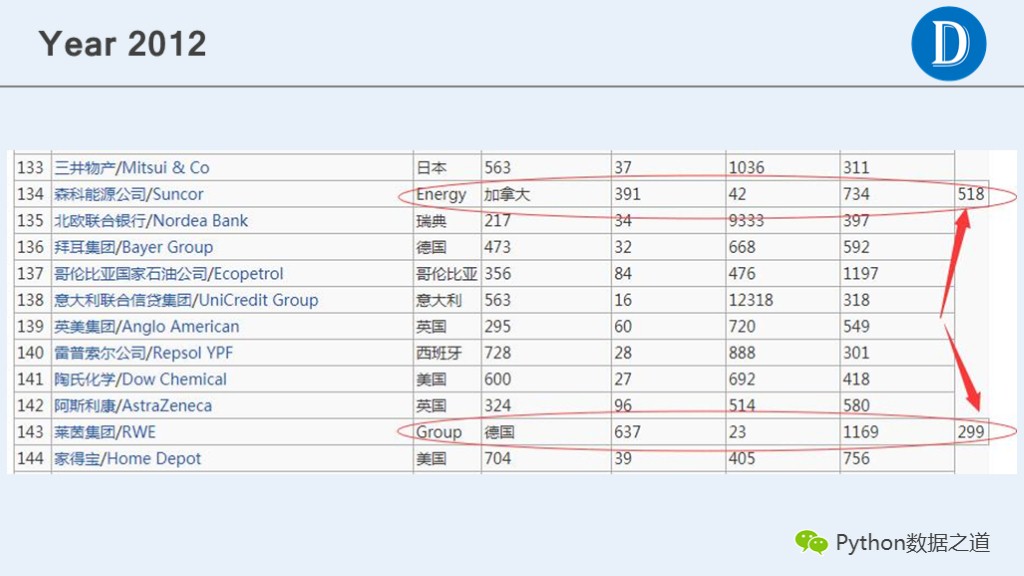 Year 2012
D
133 三井物产/Mitsui & Co 日本 563 37 1036 311
134 森科能源公司/Suncor Energy 加拿大 391 42 734 518
135 北欧联合银行/Nordea Bank 瑞典 217 34 9333 397
136 拜耳集团/Bayer Group 德国 473 32 668 592
137 哥伦比亚国家石油公司/Ecopetrol 哥伦比亚 356 84 476 1197
138 意大利联合信贷集团/UniCredit Group 意大利 563 16 12318 318
139 英美集团/Anglo American 英国 295 60 720 549
140 雷普索尔公司/Repsol YPF 西班牙 728 28 888 301
141 陶氏化学/Dow Chemical 美国 600 27 692 418
142 阿斯利康/AstraZeneca 英国 324 96 514 580
143 莱茵集团/RWE Group 德国 637 23 1169 299
144 家得宝/Home Depot 美国 704 39 405 756
Python数据之道